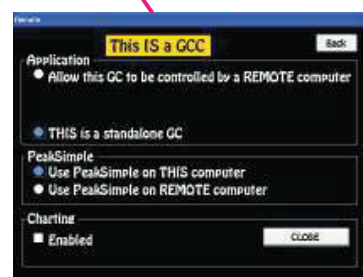 Remote
This IS a GCC
Back
Application
Allow this GC to be controlled by a REMOTE computer
THIS is a standalone GC
PeakSimple
Use PeakSimple on THIS computer
Use PeakSimple on REMOTE computer
Charting
Enabled
CLOSE